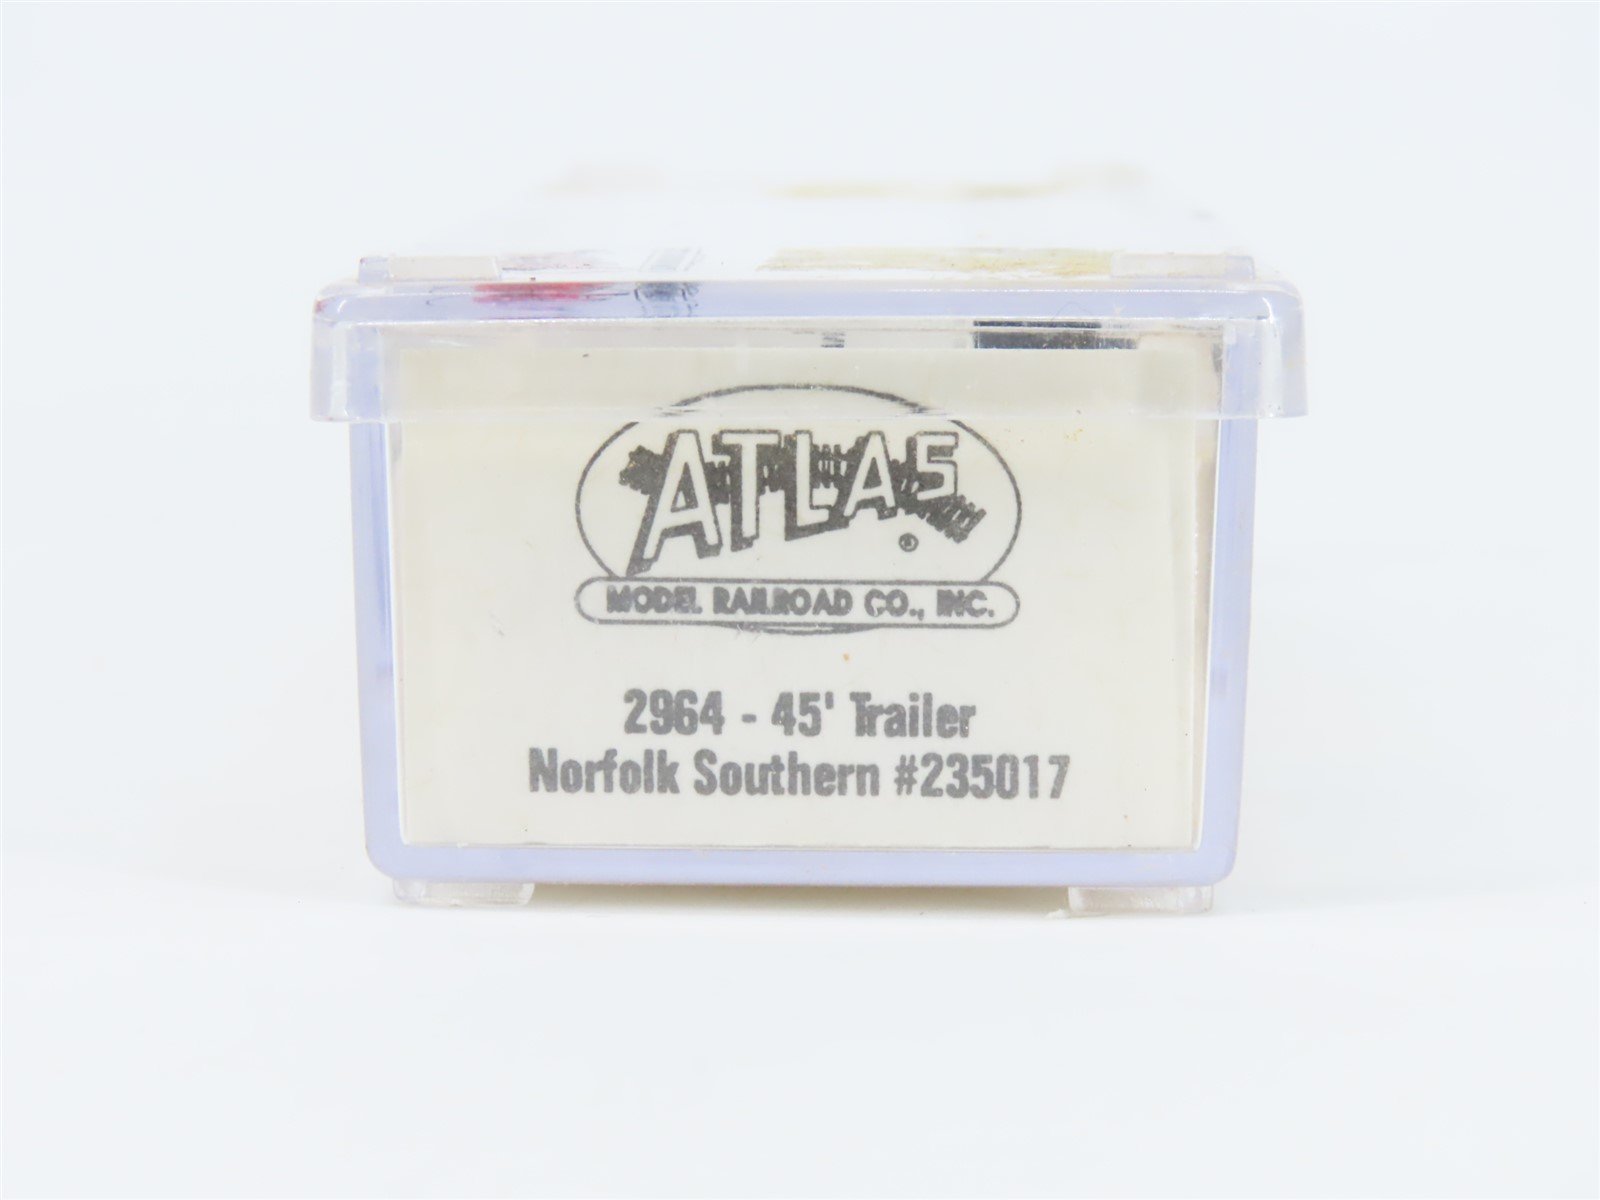 ATLAS ®
MODEL RAILROAD CO., INC.
2964 - 45' Trailer
Norfolk Southern #235017